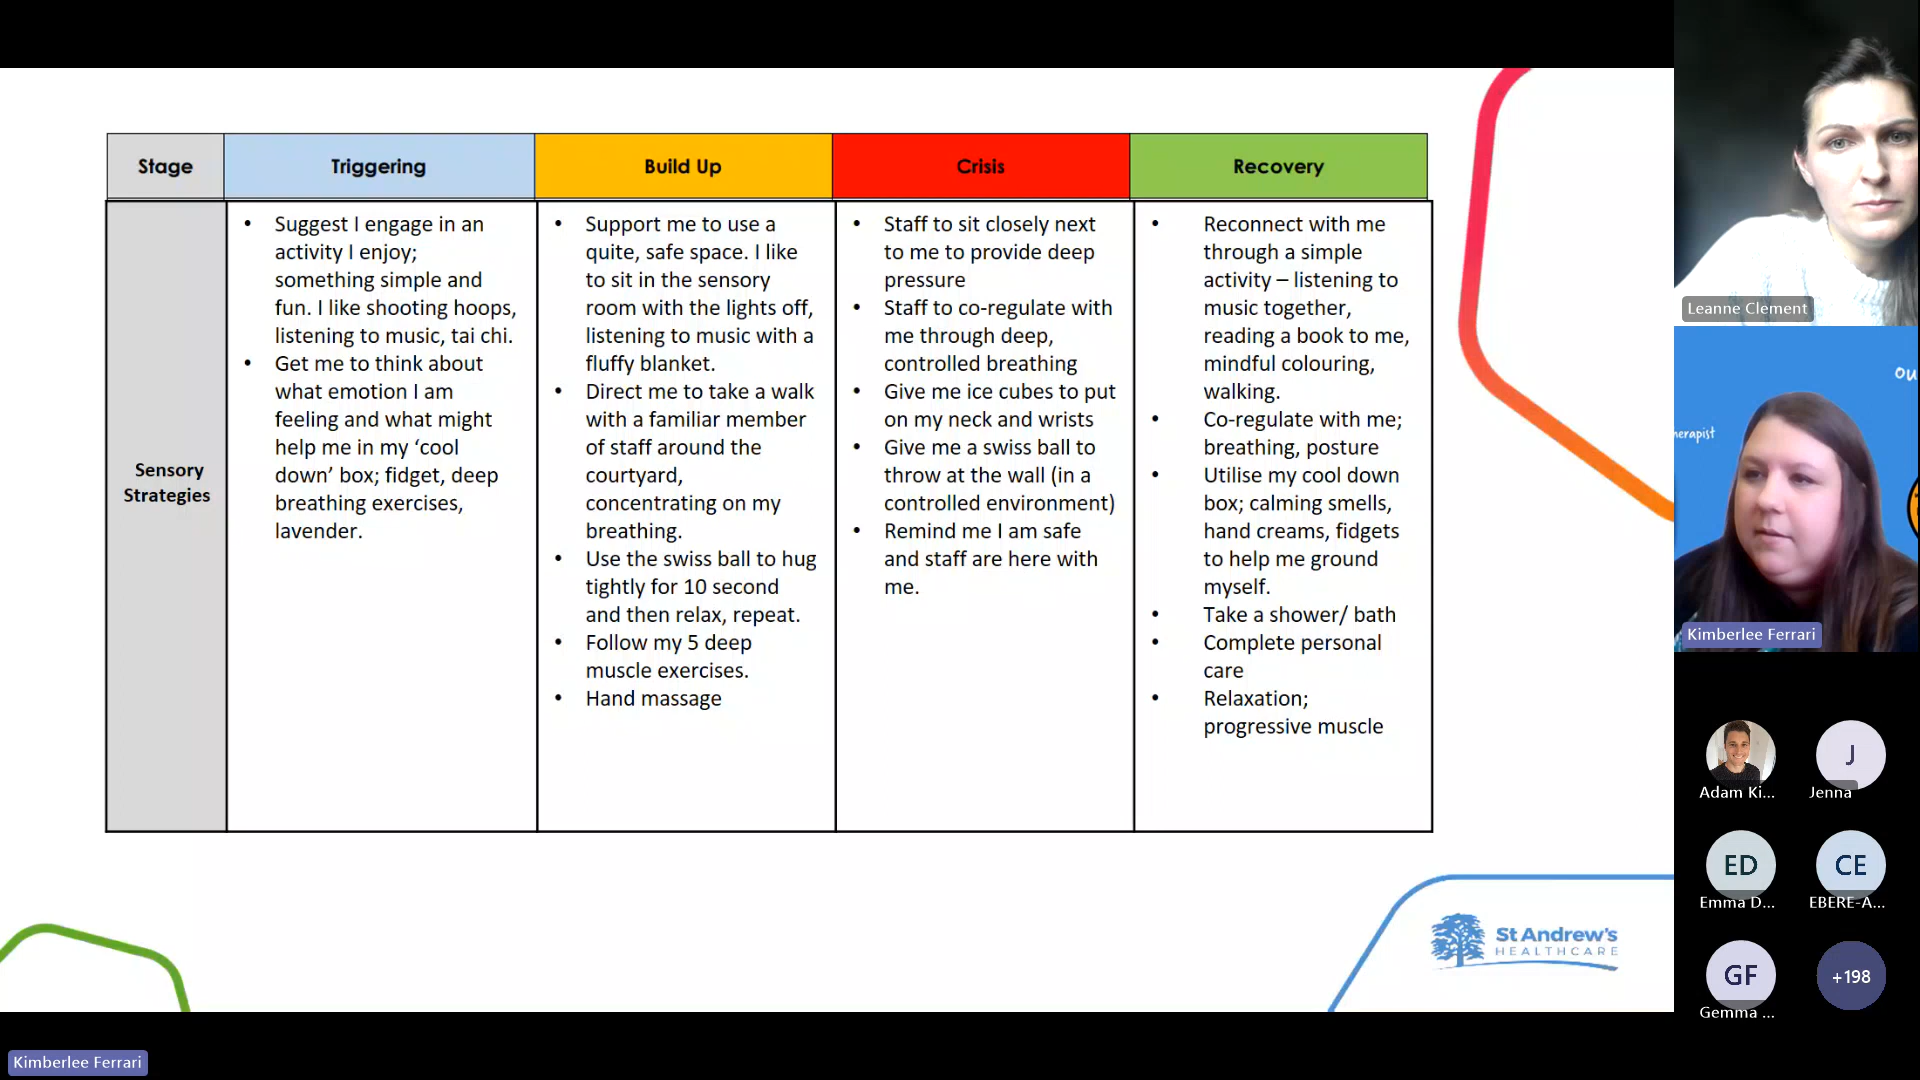 Stage
Triggering
Build Up
Crisis
Recovery
Sensory
Strategies
• Suggest I engage in an
activity I enjoy;
something simple and
fun. I like shooting hoops,
listening to music, tai chi.
• Get me to think about
what emotion I am
feeling and what might
help me in my ‘cool
down’ box; fidget, deep
breathing exercises,
lavender.
• Support me to use a
quite, safe space. I like
to sit in the sensory
room with the lights off,
listening to music with a
fluffy blanket.
• Direct me to take a walk
with a familiar member
of staff around the
courtyard,
concentrating on my
breathing.
• Use the swiss ball to hug
tightly for 10 second
and then relax, repeat.
• Follow my 5 deep
muscle exercises.
• Hand massage
• Staff to sit closely next
to me to provide deep
pressure
• Staff to co-regulate with
me through deep,
controlled breathing
• Give me ice cubes to put
on my neck and wrists
• Give me a swiss ball to
throw at the wall (in a
controlled environment)
• Remind me I am safe
and staff are here with
me.
• Reconnect with me
through a simple
activity – listening to
music together,
reading a book to me,
mindful colouring,
walking.
• Co-regulate with me;
breathing, posture
• Utilise my cool down
box; calming smells,
hand creams, fidgets
to help me ground
myself.
• Take a shower/ bath
• Complete personal
care
• Relaxation;
progressive muscle
St Andrew's
HEALTHCARE
Leanne Clement
ou
herapist
Kimberlee Ferrari
Adam Ki...
J
Jenna
ED
Emma D...
CE
EBERE-A...
GF
Gemma ...
+198
Kimberlee Ferrari